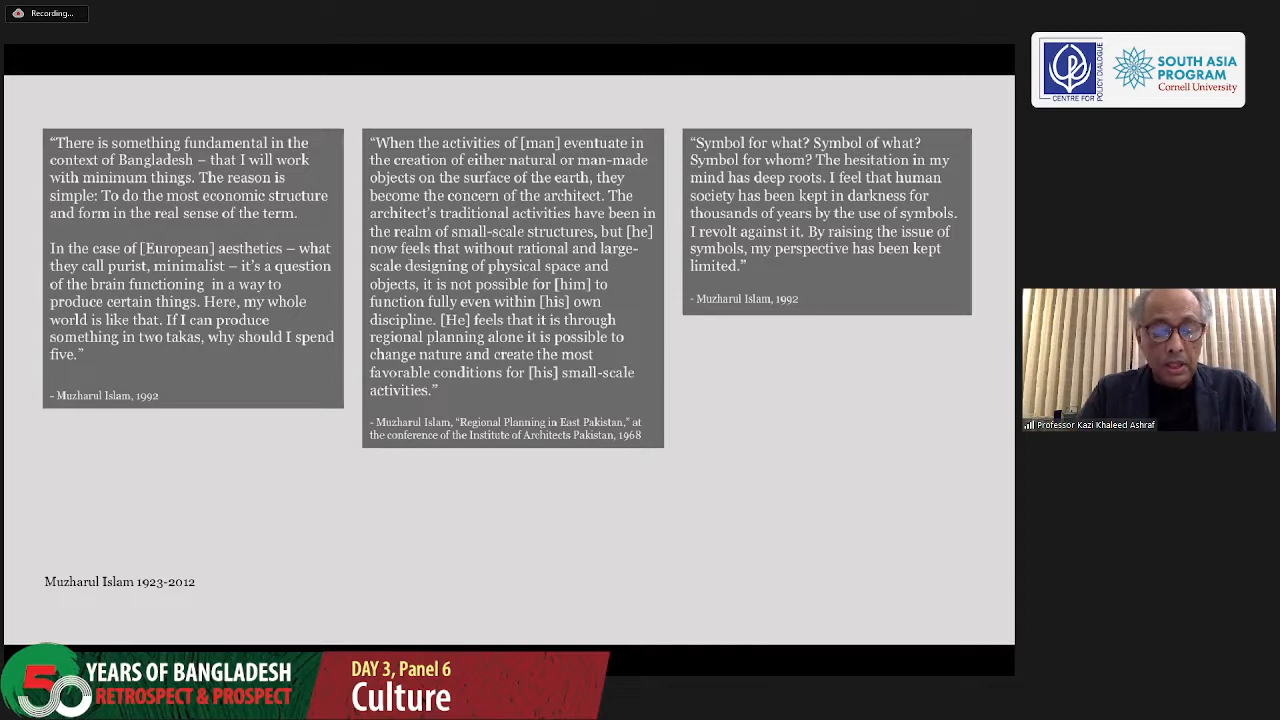 Recording...
“There is something fundamental in the
context of Bangladesh – that I will work
with minimum things. The reason is
simple: To do the most economic structure
and form in the real sense of the term.
In the case of [European] aesthetics – what
they call purist, minimalist – it's a question
of the brain functioning in a way to
produce certain things. Here, my whole
world is like that. If I can produce
something in two takas, why should I spend
five.”
- Muzharul Islam, 1992
“When the activities of [man] eventuate in
the creation of either natural or man-made
objects on the surface of the earth, they
become the concern of the architect. The
architect's traditional activities have been in
the realm of small-scale structures, but [he]
now feels that without rational and large-
scale designing of physical space and
objects, it is not possible for [him] to
function fully even within [his] own
discipline. [He] feels that it is through
regional planning alone it is possible to
change nature and create the most
favorable conditions for [his] small-scale
activities.”
- Muzharul Islam, “Regional Planning in East Pakistan,” at
the conference of the Institute of Architects Pakistan, 1968
“Symbol for what? Symbol of what?
Symbol for whom? The hesitation in my
mind has deep roots. I feel that human
society has been kept in darkness for
thousands of years by the use of symbols.
I revolt against it. By raising the issue of
symbols, my perspective has been kept
limited.”
- Muzharul Islam, 1992
Muzharul Islam 1923-2012
CENTRE FOR POLICY DIALOGUE
SOUTH ASIA
PROGRAM
Cornell University
Professor Kazi Khaleed Ashraf
50
YEARS OF BANGLADESH
RETROSPECT & PROSPECT
DAY 3, Panel 6
Culture